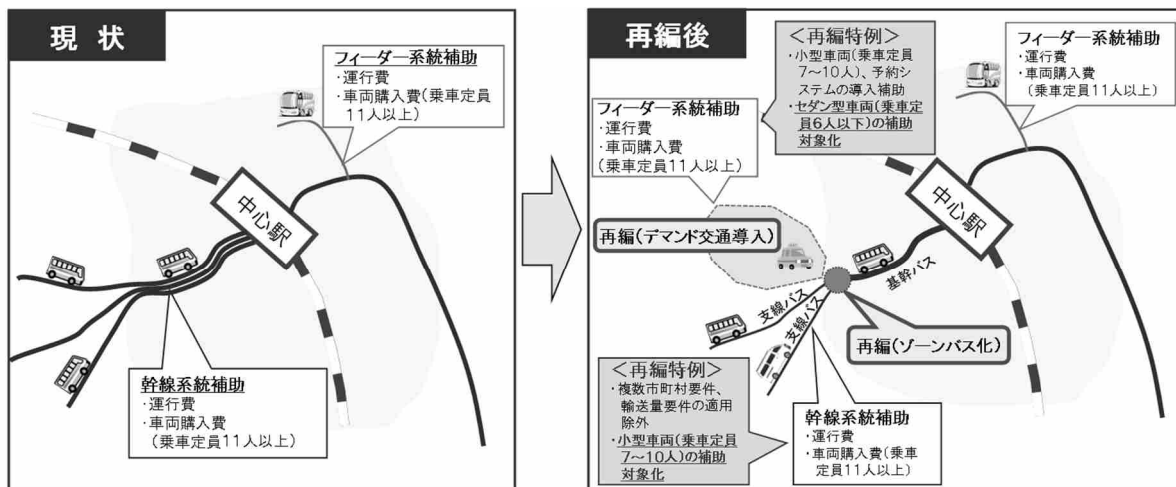 現 状
フィーダー系統補助
・運行費
・車両購入費(乗車定員
11人以上)
中心駅
幹線系統補助
・運行費
・車両購入費
(乗車定員11人以上)
再編後
<再編特例>
・小型車両(乗車定員
7~10人)、予約シ
ステムの導入補助
・セダン型車両(乗車定
員6人以下)の補助
対象化
フィーダー系統補助
・運行費
・車両購入費
(乗車定員11人以上)
フィーダー系統補助
・運行費
・車両購入費
(乗車定員11人以上)
再編(デマンド交通導入)
中心駅
基幹バス
支線バス
支線バス
再編(ゾーンバス化)
<再編特例>
・複数市町村要件、
輸送量要件の適用
除外
・小型車両(乗車定員
7~10人)の補助
対象化
幹線系統補助
・運行費
・車両購入費(乗車
定員11人以上)